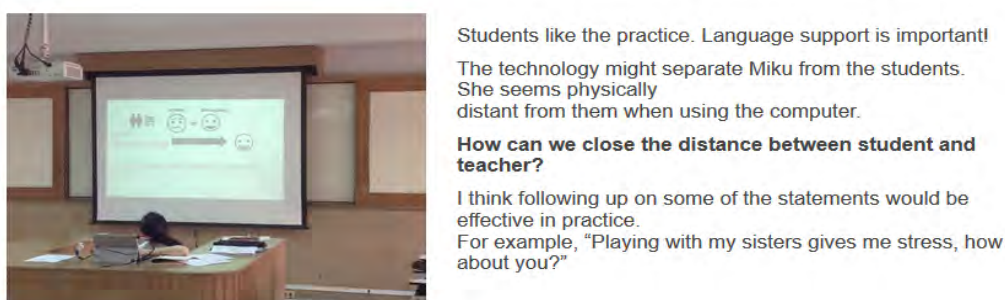 Students like the practice. Language support is important!
The technology might separate Miku from the students.
She seems physically
distant from them when using the computer.
How can we close the distance between student and
teacher?
I think following up on some of the statements would be
effective in practice.
For example, “Playing with my sisters gives me stress, how
about you?”